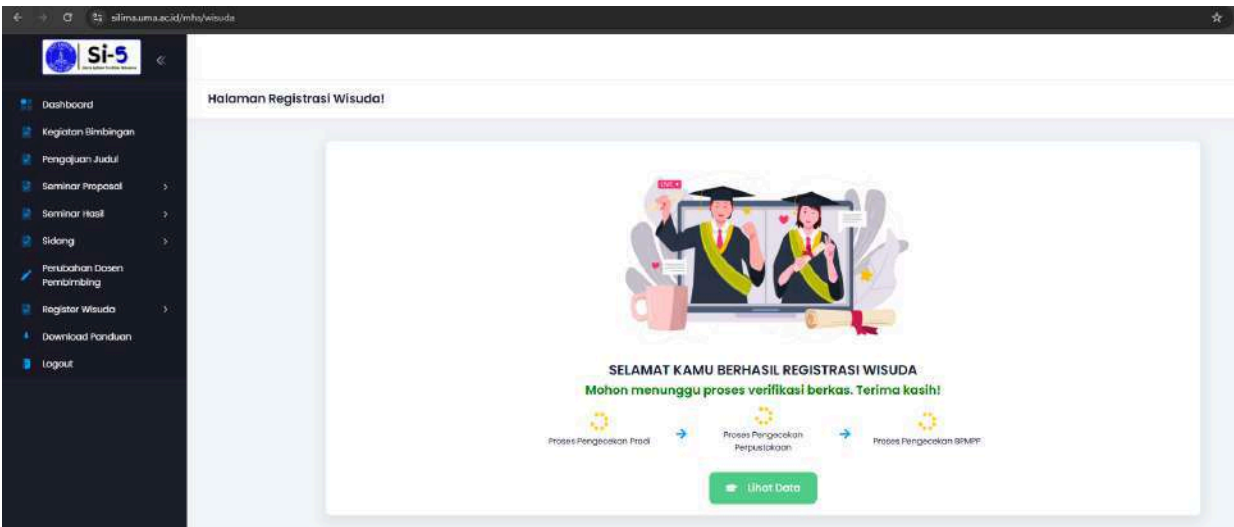 silima.uma.ac.id/mhs/wisuda
Si-5
Dashboard
Kegiatan Bimbingan
Pengajuan Judul
Seminar Proposal
Seminar Hasil
Sidang
Perubahan Dosen
Pembimbing
Register Wisuda
Download Panduan
Logout
Halaman Registrasi Wisuda!
LIVE
SELAMAT KAMU BERHASIL REGISTRASI WISUDA
Mohon menunggu proses verifikasi berkas. Terima kasih!
Proses Pengecekan Prodi
Proses Pengecekan
Perpustakaan
Proses Pengecekan BPMPP
Lihat Data